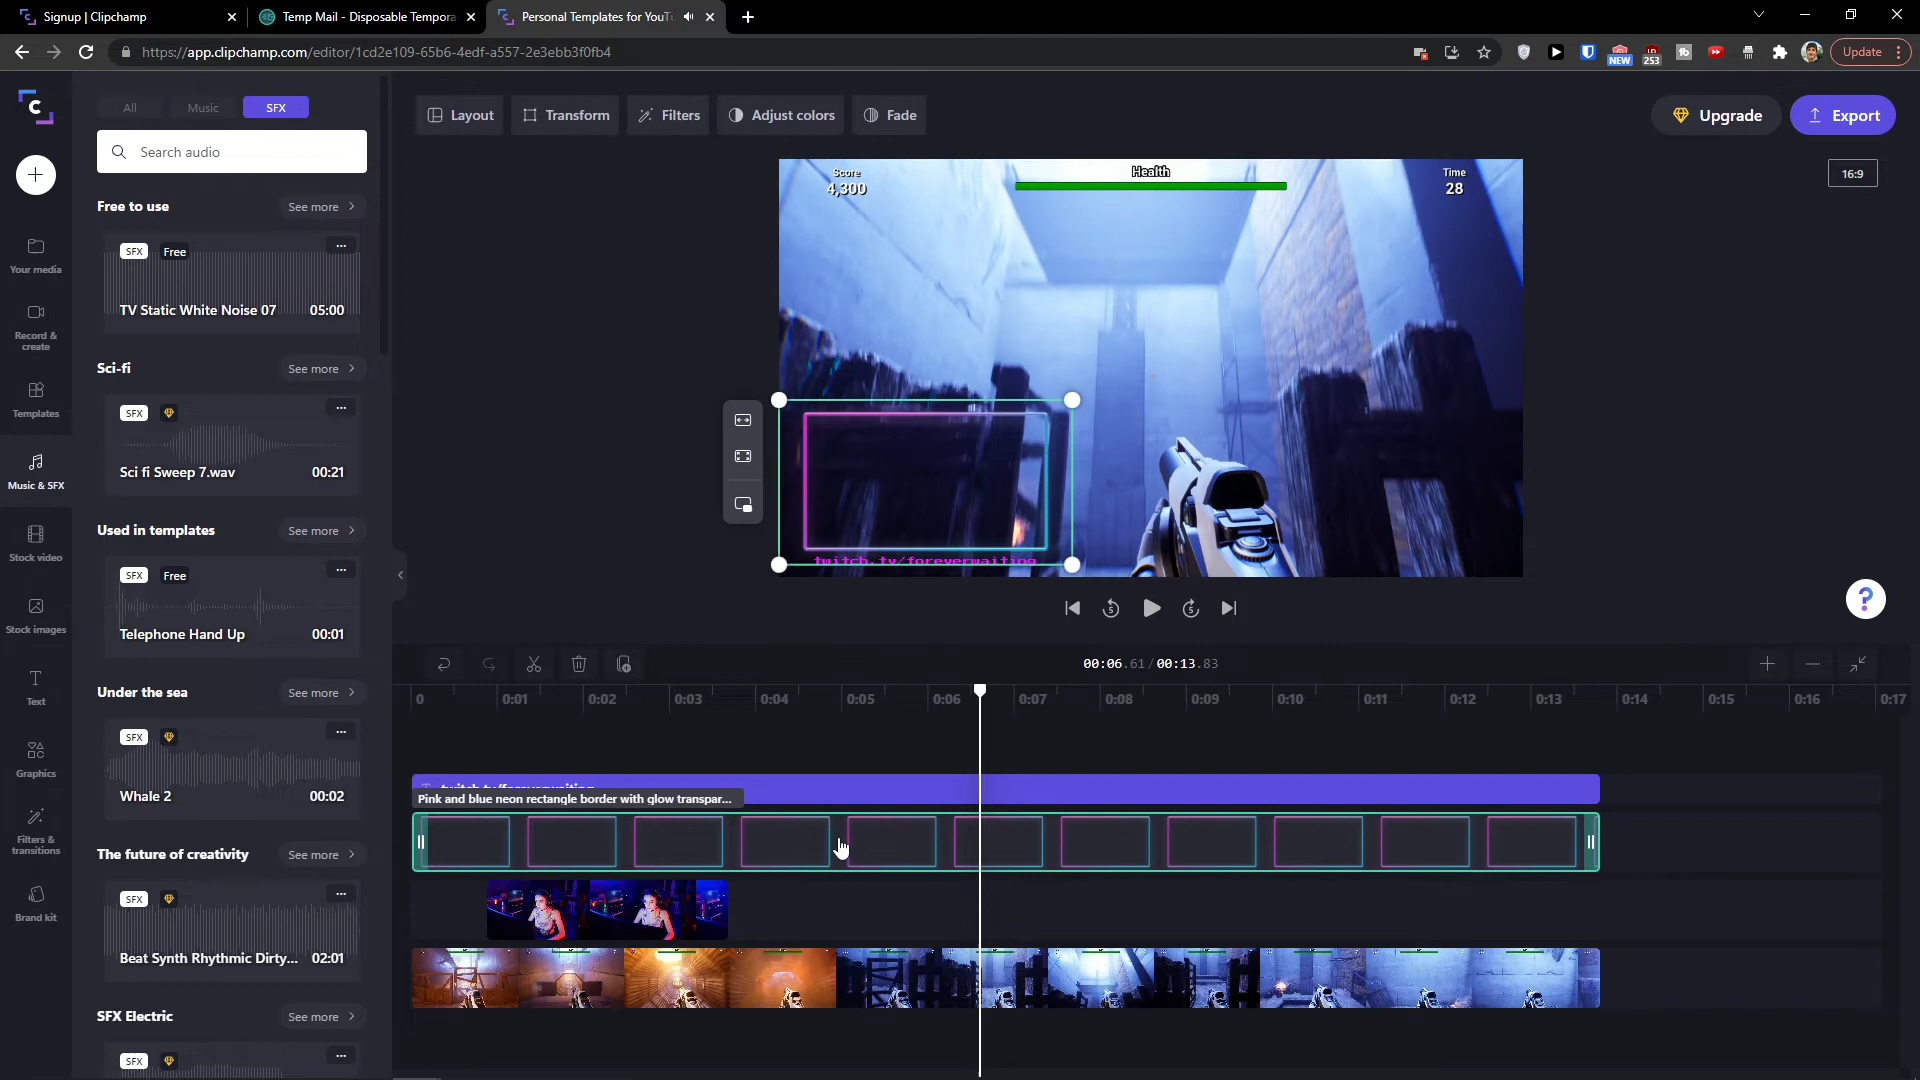 Signup | Clipchamp
Temp Mail - Disposable Tempora
Personal Templates for YouTu
https://app.clipchamp.com/editor/1cd2e109-65b6-4edf-a557-2e3ebb3f0fb4
NEW
253
Update
All
Music
SFX
Layout
Transform
Filters
Adjust colors
Fade
Upgrade
Export
Search audio
16:9
Score
4,300
Health
Time
28
Your media
Record &
create
Templates
Music & SFX
Stock video
Stock images
Text
Graphics
Filters &
transitions
Brand kit
Free to use
See more
SFX
Free
TV Static White Noise 07
05:00
Sci-fi
See more
SFX
Sci fi Sweep 7.wav
00:21
Used in templates
See more
SFX
Free
Telephone Hand Up
00:01
Under the sea
See more
SFX
Whale 2
00:02
The future of creativity
See more
SFX
Beat Synth Rhythmic Dirty...
02:01
SFX Electric
See more
SFX
twitch.tv/foreverwaiting
5
5
?
00:06.61 / 00:13.83
0
0:01
0:02
0:03
0:04
0:05
0:06
0:07
0:08
0:09
0:10
0:11
0:12
0:13
0:14
0:15
0:16
0:17
twitch.tv/foreverwaiting
Pink and blue neon rectangle border with glow transpar...